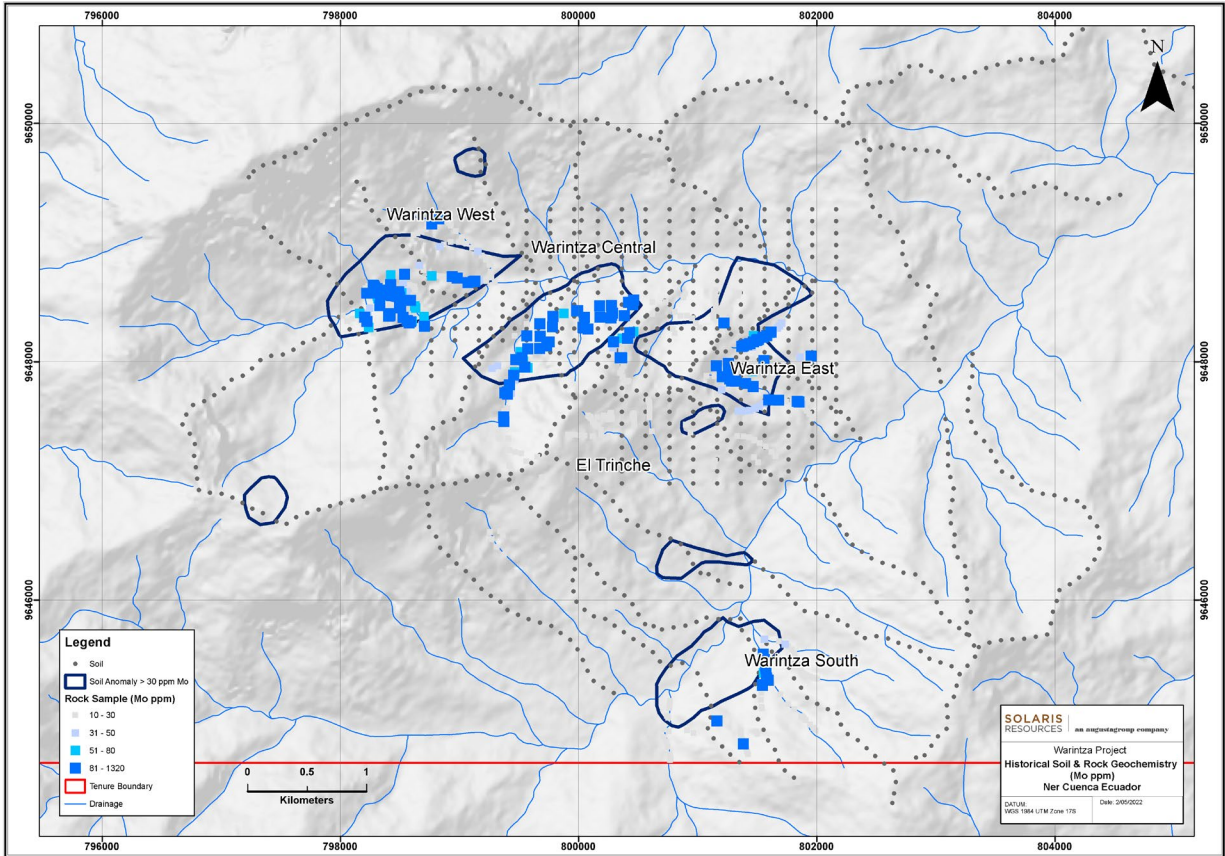 796000 798000 800000 802000 804000
N
9650000 9650000
Warintza West
Warintza Central
9648000 9648000
Warintza East
El Trinche
9646000 9646000
Warintza South
Legend
Soil
Soil Anomaly > 30 ppm Mo
Rock Sample (Mo ppm)
10 - 30
31 - 50
51 - 80
81 - 1320
Tenure Boundary
Drainage
0 0.5 1
Kilometers
SOLARIS
RESOURCES an augustagroup company
Warintza Project
Historical Soil & Rock Geochemistry
(Mo ppm)
Ner Cuenca Ecuador
DATUM: Date: 2/05/2022
WGS 1984 UTM Zone 17S
796000 798000 800000 802000 804000